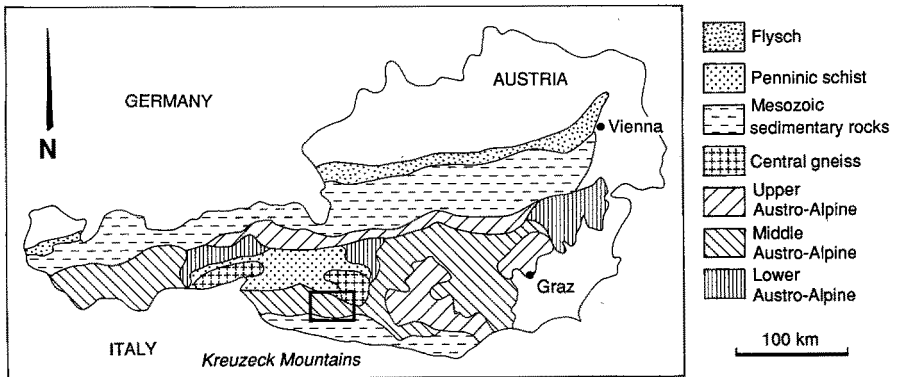 AUSTRIA
GERMANY
N
Vienna
Graz
ITALY
Kreuzeck Mountains
Flysch
Penninic schist
Mesozoic
sedimentary rocks
Central gneiss
Upper
Austro-Alpine
Middle
Austro-Alpine
Lower
Austro-Alpine
100 km